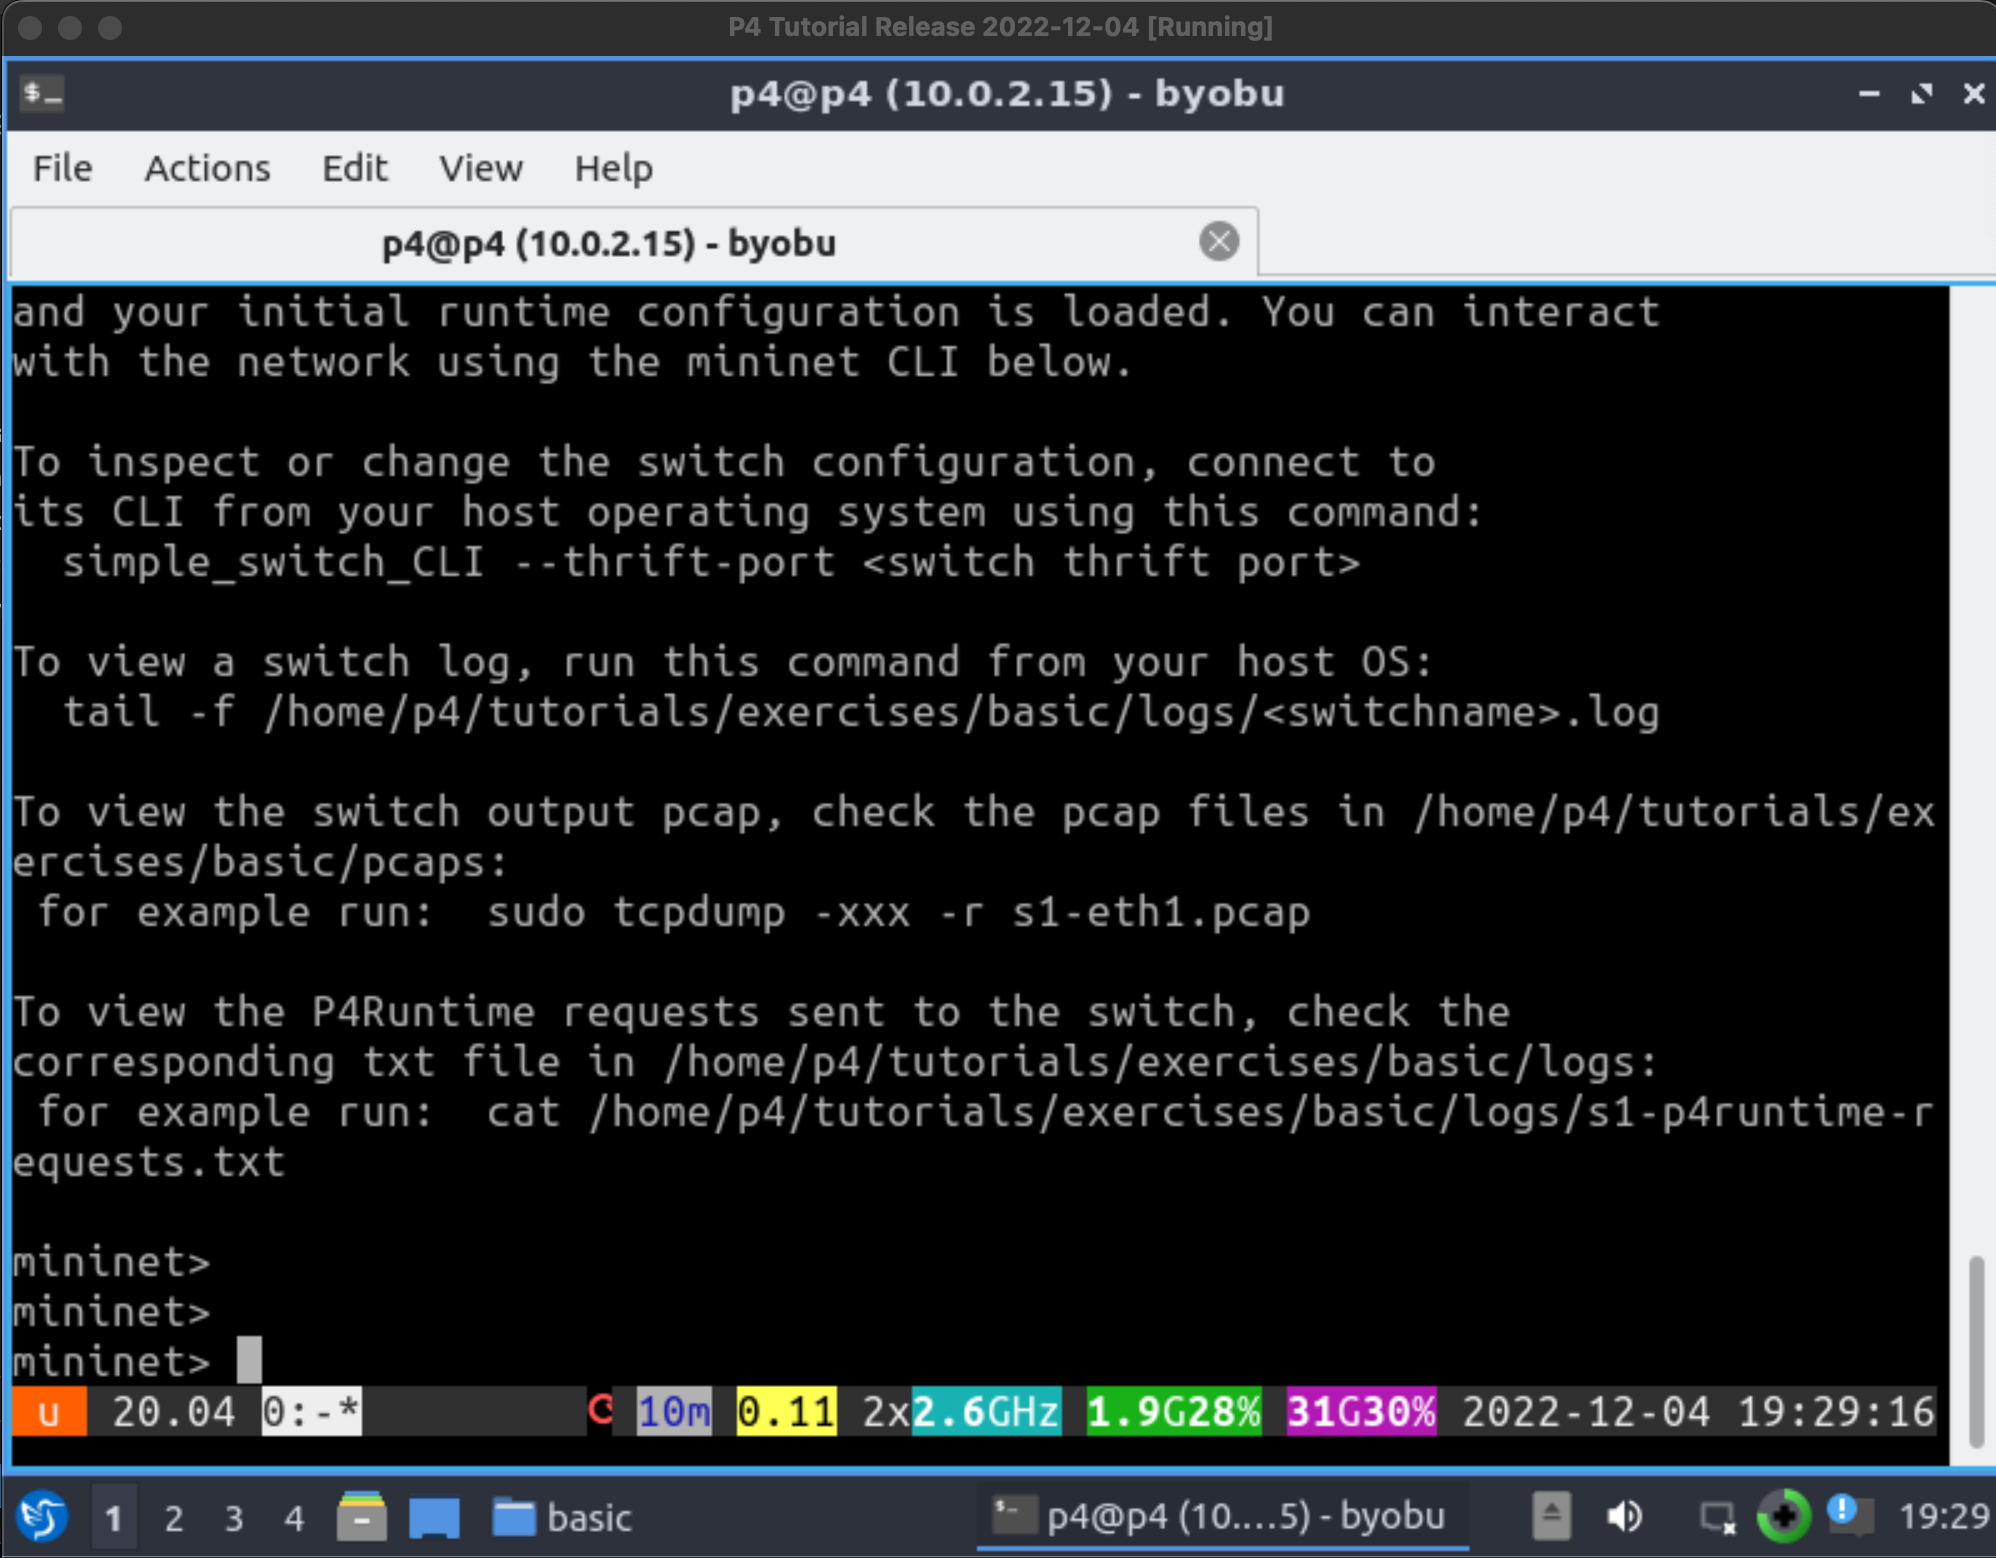 P4 Tutorial Release 2022-12-04 [Running]
$_
p4@p4 (10.0.2.15) - byobu
File Actions Edit View Help
p4@p4 (10.0.2.15) - byobu
and your initial runtime configuration is loaded. You can interact
with the network using the mininet CLI below.
To inspect or change the switch configuration, connect to
its CLI from your host operating system using this command:
simple_switch_CLI --thrift-port <switch thrift port>
To view a switch log, run this command from your host OS:
tail -f /home/p4/tutorials/exercises/basic/logs/<switchname>.log
To view the switch output pcap, check the pcap files in /home/p4/tutorials/ex
ercises/basic/pcaps:
for example run:  sudo tcpdump -xxx -r s1-eth1.pcap
To view the P4Runtime requests sent to the switch, check the
corresponding txt file in /home/p4/tutorials/exercises/basic/logs:
for example run:  cat /home/p4/tutorials/exercises/basic/logs/s1-p4runtime-r
equests.txt
mininet>
mininet>
mininet>
u 20.04 0:-* 10m 0.11 2x2.6GHz 1.9G28% 31G30% 2022-12-04 19:29:16
1 2 3 4 basic p4@p4 (10....5) - byobu 19:29